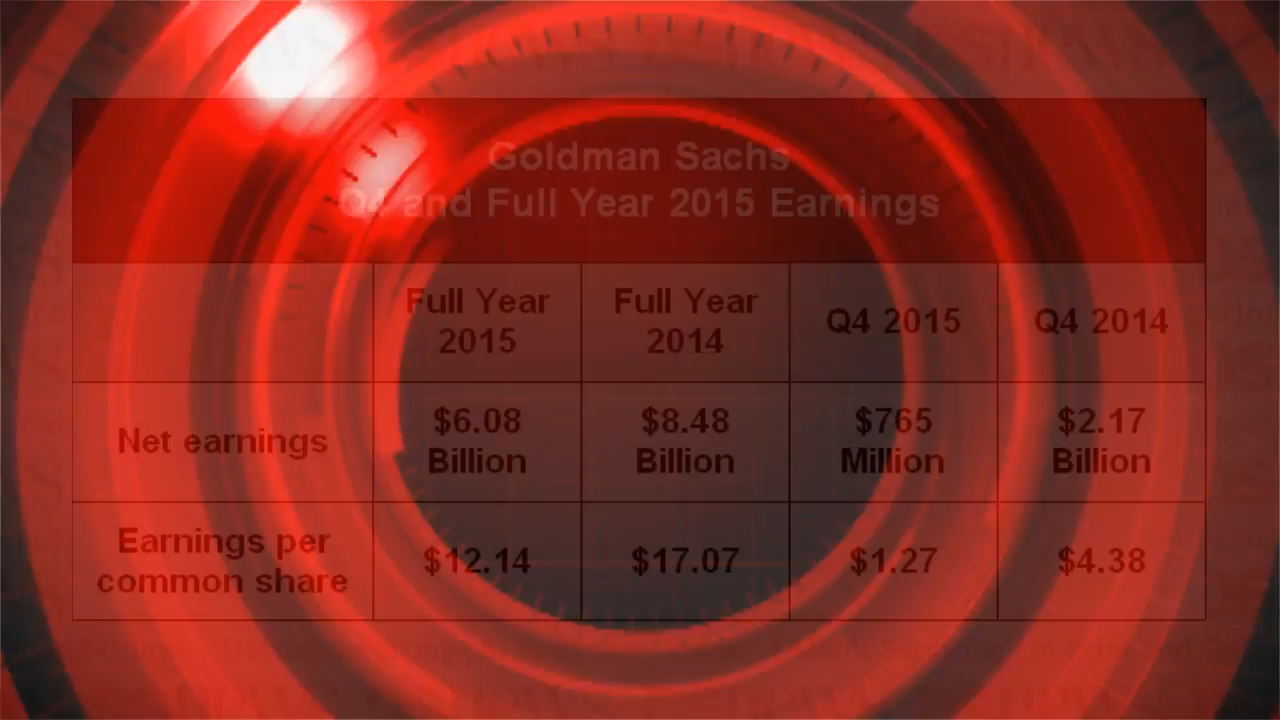 Goldman Sachs
Q4 and Full Year 2015 Earnings
Full Year 2015 Full Year 2014 Q4 2015 Q4 2014
Net earnings $6.08 Billion $8.48 Billion $765 Million $2.17 Billion
Earnings per common share $12.14 $17.07 $1.27 $4.38